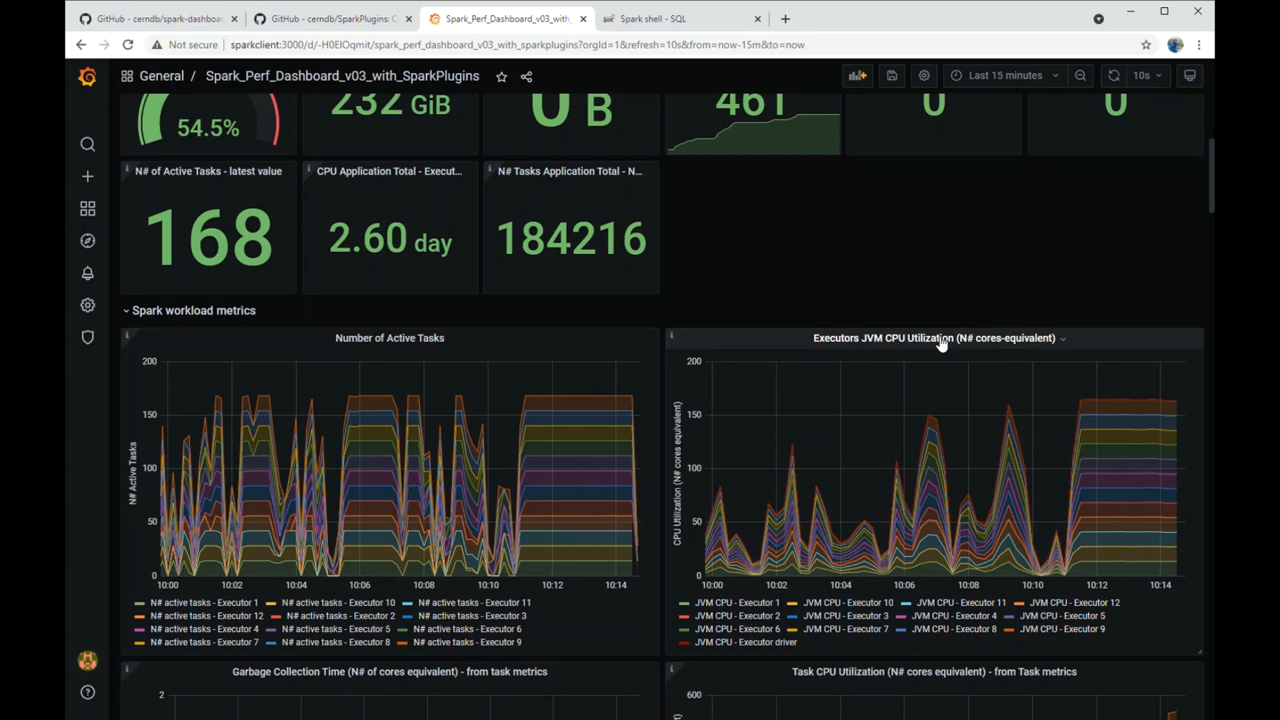 GitHub - cerndb/spark-dashboar
GitHub - cerndb/SparkPlugins: C
Spark_Perf_Dashboard_v03_with_
Spark shell - SQL
Not secure
sparkclient:3000/d/-H0EIOqmit/spark_perf_dashboard_v03_with_sparkplugins?orgId=1&refresh=10s&from=now-15m&to=now
General / Spark_Perf_Dashboard_v03_with_SparkPlugins
Last 15 minutes
10s
54.5%
232 GiB
0 B
461
0
0
N# of Active Tasks - latest value
CPU Application Total - Execut...
N# Tasks Application Total - N...
168
2.60 day
184216
Spark workload metrics
Number of Active Tasks
N# Active Tasks
200
150
100
50
0
10:00 10:02 10:04 10:06 10:08 10:10 10:12 10:14
N# active tasks - Executor 1 N# active tasks - Executor 10 N# active tasks - Executor 11
N# active tasks - Executor 12 N# active tasks - Executor 2 N# active tasks - Executor 3
N# active tasks - Executor 4 N# active tasks - Executor 5 N# active tasks - Executor 6
N# active tasks - Executor 7 N# active tasks - Executor 8 N# active tasks - Executor 9
Executors JVM CPU Utilization (N# cores-equivalent)
CPU Utilization (N# cores equivalent)
200
150
100
50
0
10:00 10:02 10:04 10:06 10:08 10:10 10:12 10:14
JVM CPU - Executor 1 JVM CPU - Executor 10 JVM CPU - Executor 11 JVM CPU - Executor 12
JVM CPU - Executor 2 JVM CPU - Executor 3 JVM CPU - Executor 4 JVM CPU - Executor 5
JVM CPU - Executor 6 JVM CPU - Executor 7 JVM CPU - Executor 8 JVM CPU - Executor 9
JVM CPU - Executor driver
Garbage Collection Time (N# of cores equivalent) - from task metrics
2
Task CPU Utilization (N# cores equivalent) - from Task metrics
600